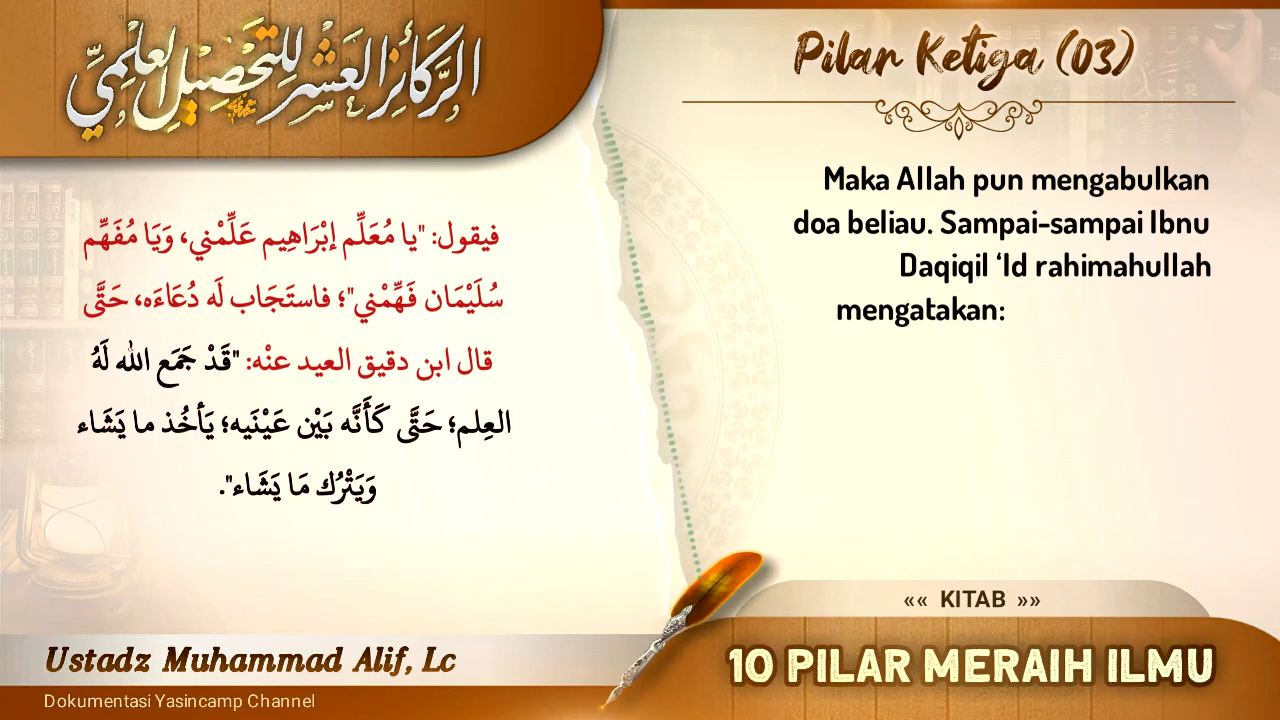 الرَّكَائِزُ العَشْرُ لِلتَّحْصِيْلِ العِلْمِيِّ
فيقول: "يا مُعَلِّم إبْرَاهِيم عَلِّمْني، وَيَا مُفَهِّم
سُلَيْمَان فَهِّمْني"؛ فاستَجَاب لَه دُعَاءَه، حَتَّى
قال ابن دقيق العيد عنْه: "قَدْ جَمَع الله لَهُ
العِلم؛ حَتَّى كَأَنَّه بَيْن عَيْنَيه؛ يَأخُذ ما يَشَاء
وَيَتْرُك مَا يَشَاء".
Pilar Ketiga (03)
Maka Allah pun mengabulkan
doa beliau. Sampai-sampai Ibnu
Daqiqil ‘Id rahimahullah
mengatakan:
«« KITAB »»
10 PILAR MERAIH ILMU
Ustadz Muhammad Alif, Lc
Dokumentasi Yasincamp Channel